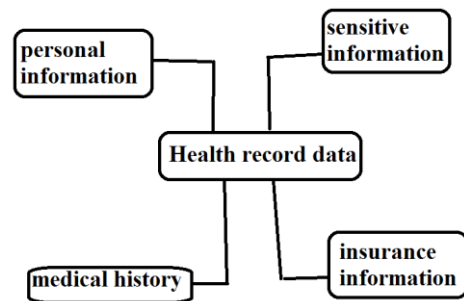 personal
information
sensitive
information
Health record data
medical history
insurance
information